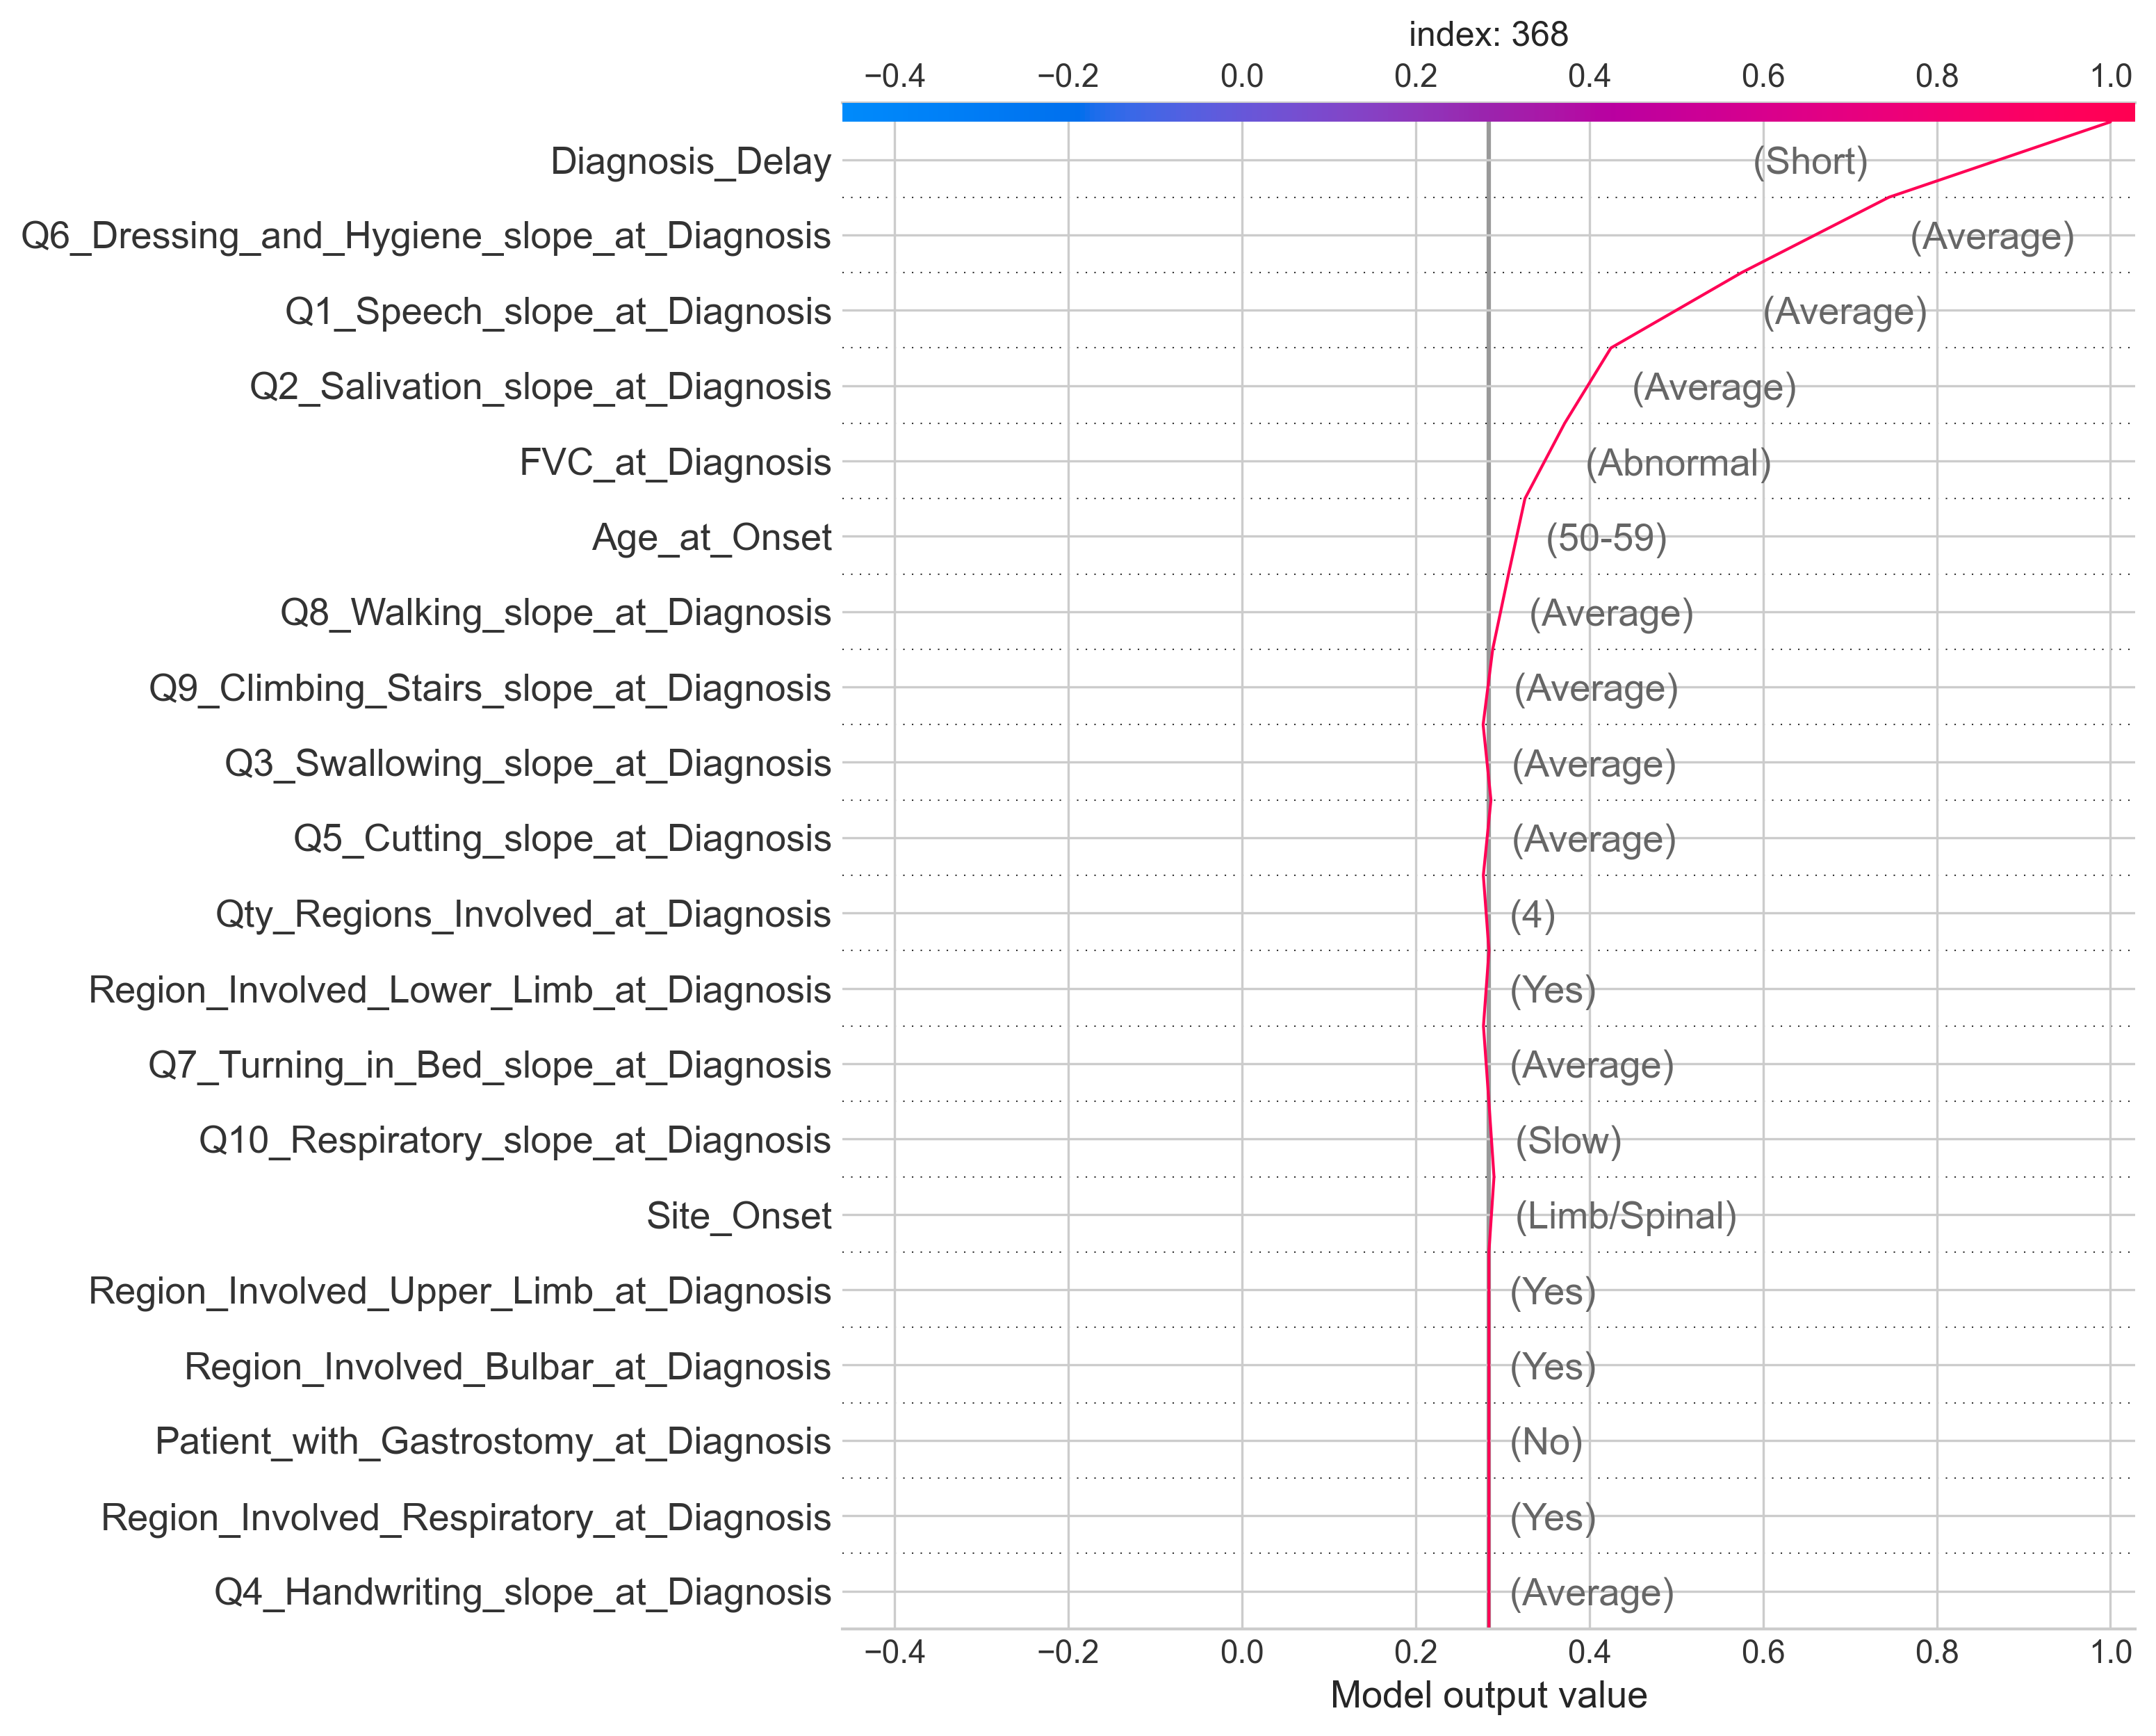 index: 368
−0.4 −0.2 0.0 0.2 0.4 0.6 0.8 1.0
Diagnosis_Delay (Short)
Q6_Dressing_and_Hygiene_slope_at_Diagnosis (Average)
Q1_Speech_slope_at_Diagnosis (Average)
Q2_Salivation_slope_at_Diagnosis (Average)
FVC_at_Diagnosis (Abnormal)
Age_at_Onset (50-59)
Q8_Walking_slope_at_Diagnosis (Average)
Q9_Climbing_Stairs_slope_at_Diagnosis (Average)
Q3_Swallowing_slope_at_Diagnosis (Average)
Q5_Cutting_slope_at_Diagnosis (Average)
Qty_Regions_Involved_at_Diagnosis (4)
Region_Involved_Lower_Limb_at_Diagnosis (Yes)
Q7_Turning_in_Bed_slope_at_Diagnosis (Average)
Q10_Respiratory_slope_at_Diagnosis (Slow)
Site_Onset (Limb/Spinal)
Region_Involved_Upper_Limb_at_Diagnosis (Yes)
Region_Involved_Bulbar_at_Diagnosis (Yes)
Patient_with_Gastrostomy_at_Diagnosis (No)
Region_Involved_Respiratory_at_Diagnosis (Yes)
Q4_Handwriting_slope_at_Diagnosis (Average)
−0.4 −0.2 0.0 0.2 0.4 0.6 0.8 1.0
Model output value